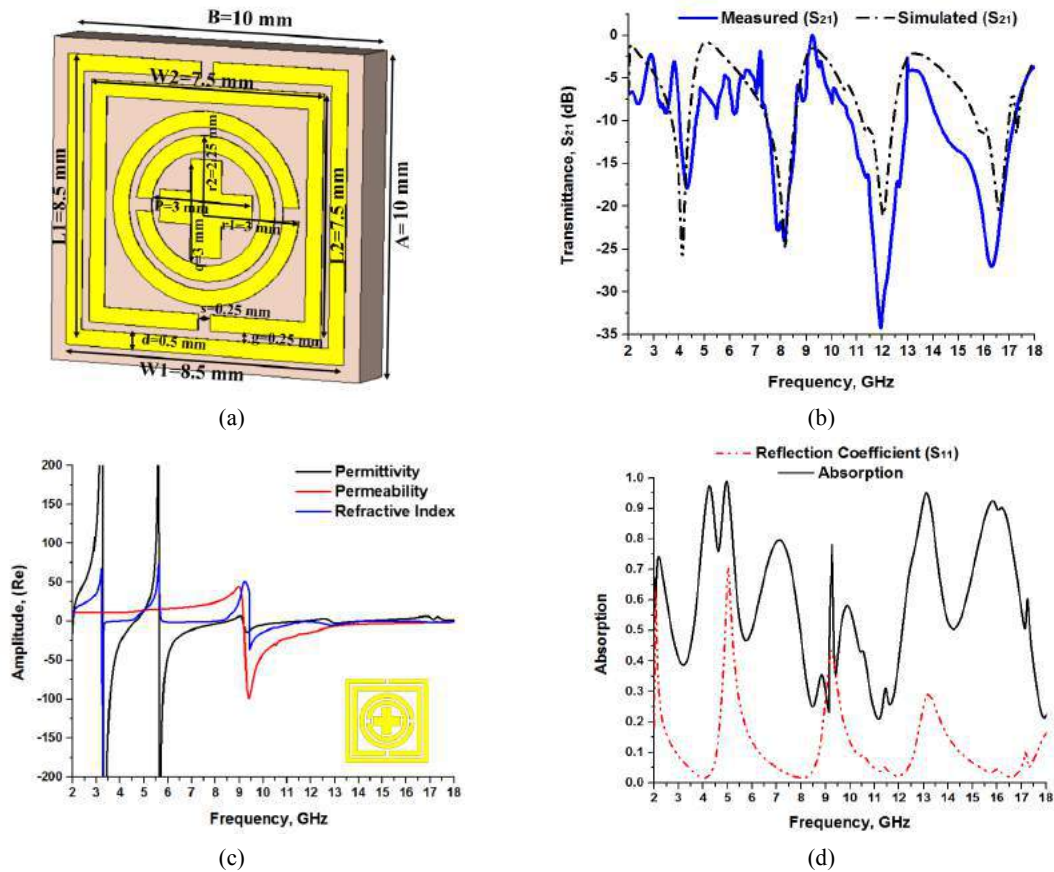 B=10 mm
W2=7.5 mm
r2=2.25 mm
P=3 mm
r1=3 mm
q=3 mm
L1=8.5 mm
L2=7.5 mm
A=10 mm
s=0.25 mm
d=0.5 mm
g=0.25 mm
W1=8.5 mm
(a)
Measured (S21) Simulated (S21)
Transmittance, S21 (dB)
0
-5
-10
-15
-20
-25
-30
-35
2 3 4 5 6 7 8 9 10 11 12 13 14 15 16 17 18
Frequency, GHz
(b)
Permittivity
Permeability
Refractive Index
Amplitude, (Re)
200
150
100
50
0
-50
-100
-150
-200
2 3 4 5 6 7 8 9 10 11 12 13 14 15 16 17 18
Frequency, GHz
(c)
Reflection Coefficient (S11)
Absorption
Absorption
1.0
0.9
0.8
0.7
0.6
0.5
0.4
0.3
0.2
0.1
0.0
2 3 4 5 6 7 8 9 10 11 12 13 14 15 16 17 18
Frequency, GHz
(d)